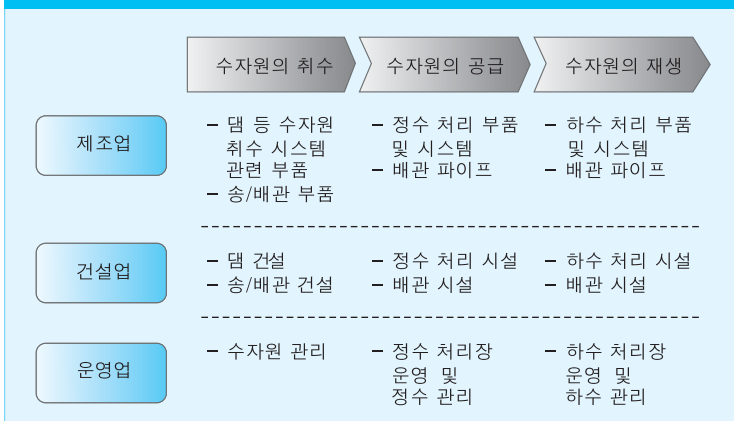 수자원의 취수
수자원의 공급
수자원의 재생
제조업
– 댐 등 수자원
취수 시스템
관련 부품
– 송/배관 부품
– 정수 처리 부품
및 시스템
– 배관 파이프
– 하수 처리 부품
및 시스템
– 배관 파이프
건설업
– 댐 건설
– 송/배관 건설
– 정수 처리 시설
– 배관 시설
– 하수 처리 시설
– 배관 시설
운영업
– 수자원 관리
– 정수 처리장
운영 및
정수 관리
– 하수 처리장
운영 및
하수 관리